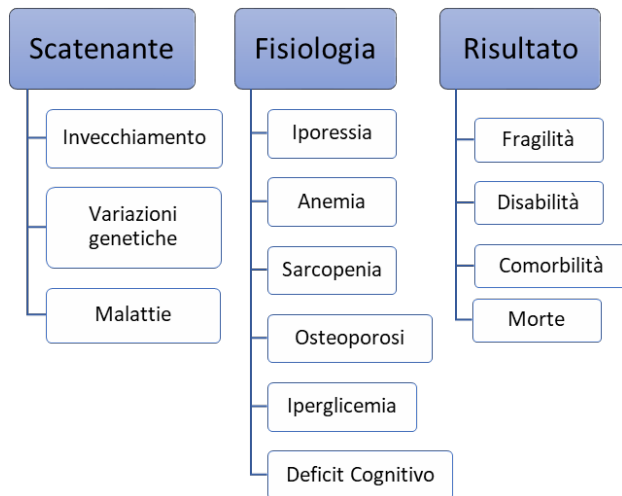 Scatenante
Invecchiamento
Variazioni
genetiche
Malattie
Fisiologia
Iporessia
Anemia
Sarcopenia
Osteoporosi
Iperglicemia
Deficit Cognitivo
Risultato
Fragilità
Disabilità
Comorbilità
Morte